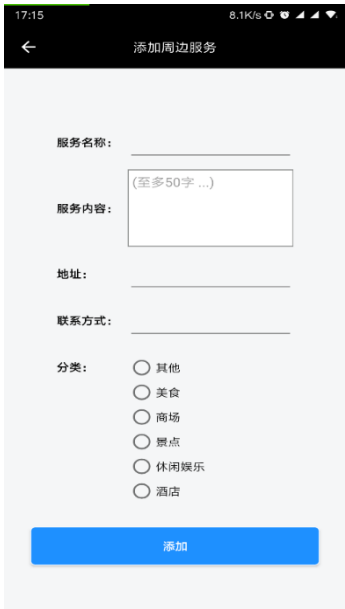 17:15 8.1K/s
添加周边服务
服务名称：
(至多50字 ...)
服务内容：
地址：
联系方式：
分类：
其他
美食
商场
景点
休闲娱乐
酒店
添加